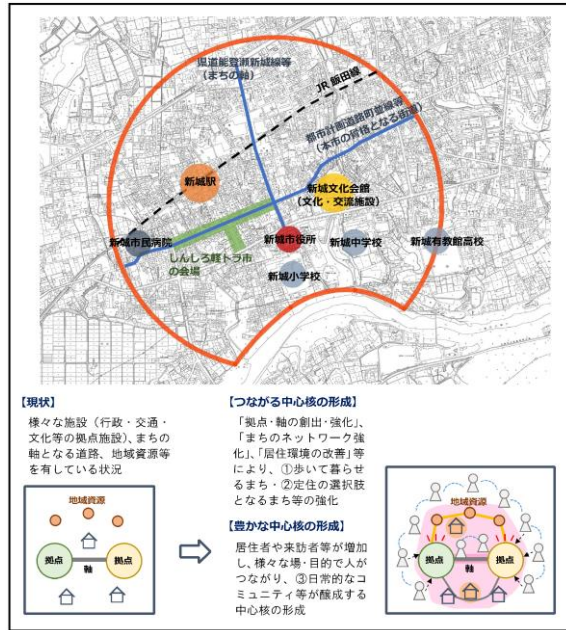 県道能登瀬新城線等
（まちの軸）
JR 飯田線
都市計画道路町並線等
（本市の骨格となる街道）
新城駅
新城文化会館
（文化・交流施設）
新城市民病院
新城市役所
新城中学校
新城有教館高校
しんしろ軽トラ市
の会場
新城小学校
【現状】
様々な施設（行政・交通・
文化等の拠点施設）、まちの
軸となる道路、地域資源等
を有している状況
地域資源
拠点
軸
拠点
【つながる中心核の形成】
「拠点・軸の創出・強化」、
「まちのネットワーク強
化」、「居住環境の改善」等
により、①歩いて暮らせ
るまち・②定住の選択肢
となるまち等の強化
【豊かな中心核の形成】
居住者や来訪者等が増加
し、様々な場・目的で人が
つながり、③日常的なコ
ミュニティ等が醸成する
中心核の形成
地域資源
拠点
軸
拠点